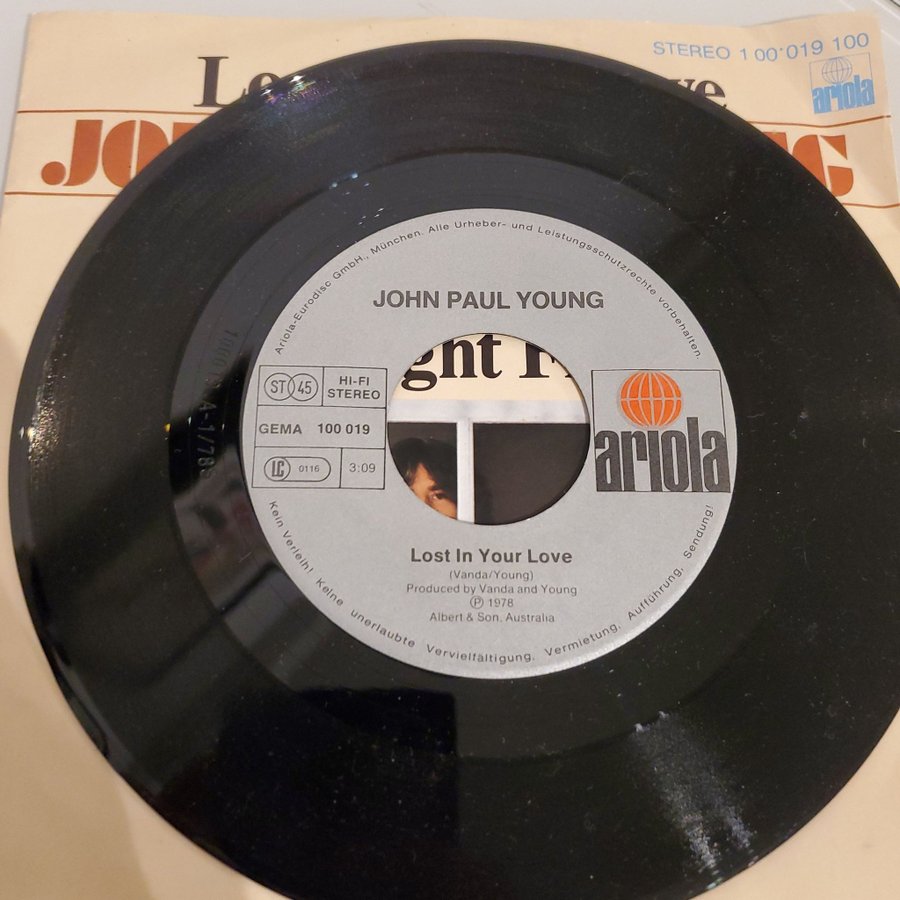 STEREO 1 00·019 100
ariola
Ariola-Eurodisc GmbH., München. Alle Urheber- und Leistungsschutzrechte vorbehalten.
JOHN PAUL YOUNG
ght F
ST 45
HI-FI
STEREO
GEMA 100 019
LC 0116
3:09
ariola
Lost In Your Love
(Vanda/Young)
Produced by Vanda and Young
Ⓟ 1978
Albert & Son, Australia
Kein Verleih! Keine unerlaubte Vervielfältigung. Vermietung, Aufführung, Sendung!